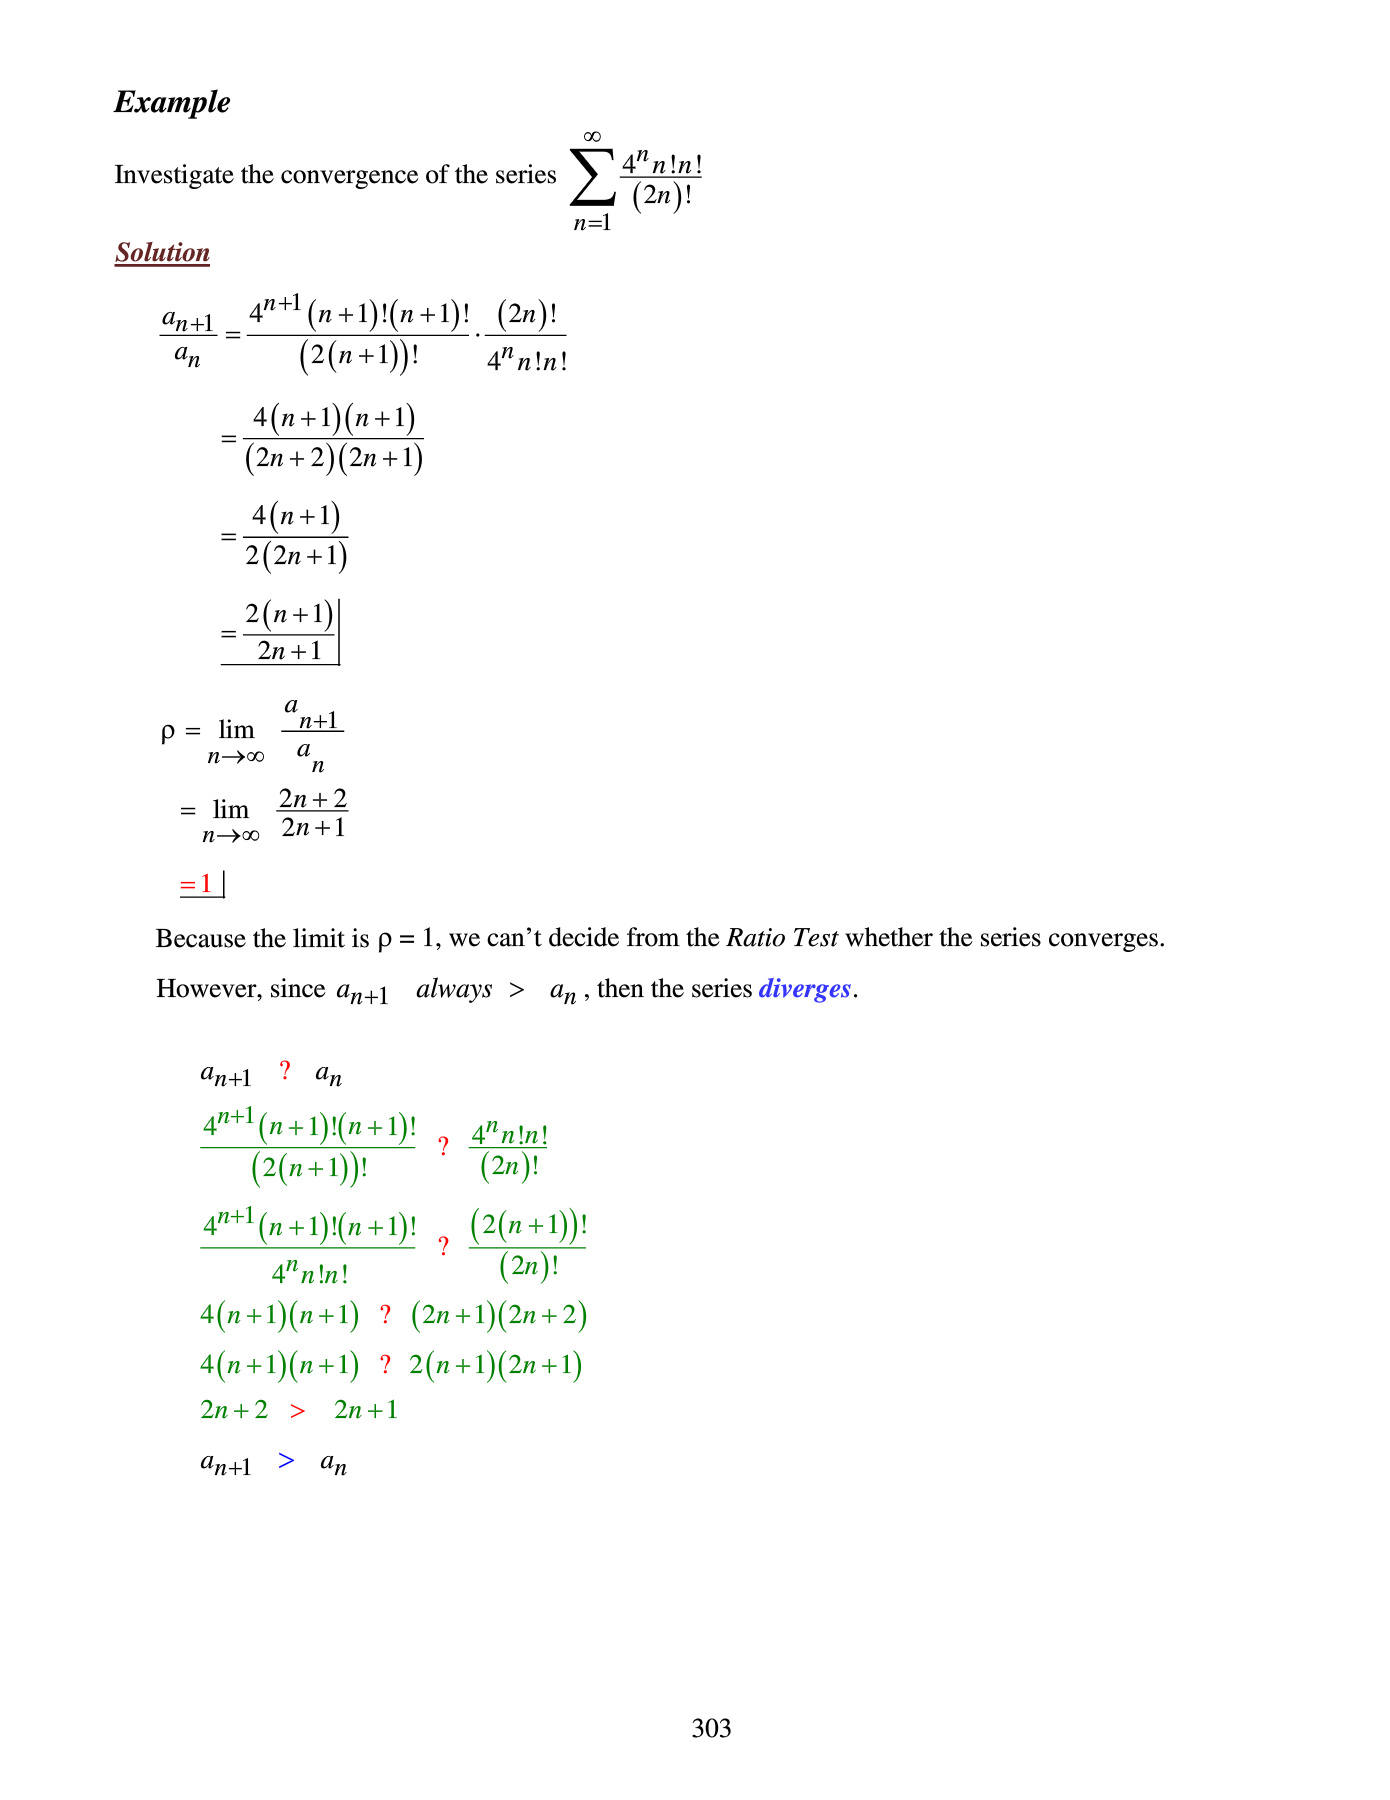 Example
Investigate the convergence of the series $\sum_{n=1}^{\infty} \frac{4^n n!n!}{(2n)!}$
Solution
$\frac{a_{n+1}}{a_n} = \frac{4^{n+1}(n+1)!(n+1)!}{(2(n+1))!} \cdot \frac{(2n)!}{4^n n!n!}$
$= \frac{4(n+1)(n+1)}{(2n+2)(2n+1)}$
$= \frac{4(n+1)}{2(2n+1)}$
$= \frac{2(n+1)}{2n+1}$
$\rho = \lim_{n\to\infty} \frac{a_{n+1}}{a_n}$
$= \lim_{n\to\infty} \frac{2n+2}{2n+1}$
$= 1$
Because the limit is ρ = 1, we can’t decide from the Ratio Test whether the series converges.
However, since $a_{n+1}$ always > $a_n$, then the series diverges.
$a_{n+1}$ ? $a_n$
$\frac{4^{n+1}(n+1)!(n+1)!}{(2(n+1))!}$ ? $\frac{4^n n!n!}{(2n)!}$
$\frac{4^{n+1}(n+1)!(n+1)!}{4^n n!n!}$ ? $\frac{(2(n+1))!}{(2n)!}$
$4(n+1)(n+1)$ ? $(2n+1)(2n+2)$
$4(n+1)(n+1)$ ? $2(n+1)(2n+1)$
$2n+2 > 2n+1$
$a_{n+1} > a_n$
303